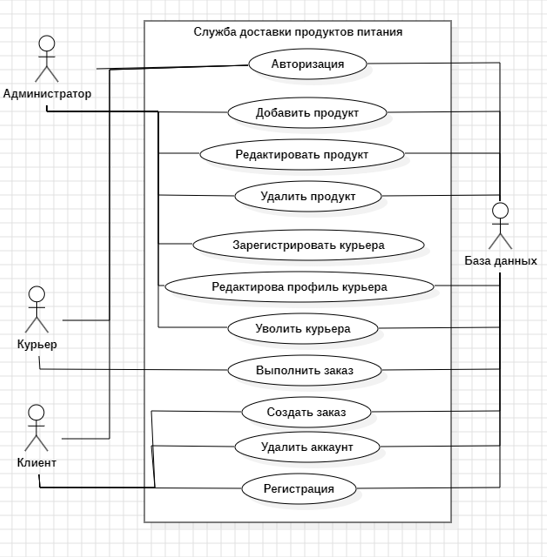 Служба доставки продуктов питания
Авторизация
Администратор
Добавить продукт
Редактировать продукт
Удалить продукт
Зарегистрировать курьера
База данных
Редактирова профиль курьера
Уволить курьера
Курьер
Выполнить заказ
Создать заказ
Удалить аккаунт
Клиент
Регистрация